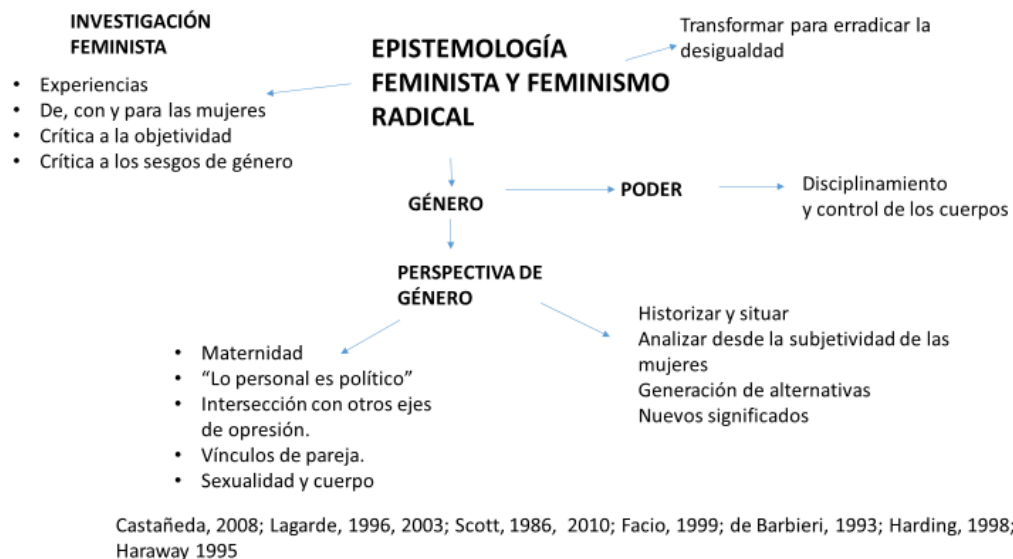 INVESTIGACIÓN
FEMINISTA
• Experiencias
• De, con y para las mujeres
• Crítica a la objetividad
• Crítica a los sesgos de género
EPISTEMOLOGÍA
FEMINISTA Y FEMINISMO
RADICAL
Transformar para erradicar la
desigualdad
GÉNERO
PODER
Disciplinamiento
y control de los cuerpos
PERSPECTIVA DE
GÉNERO
• Maternidad
• “Lo personal es político”
• Intersección con otros ejes
de opresión.
• Vínculos de pareja.
• Sexualidad y cuerpo
Historizar y situar
Analizar desde la subjetividad de las
mujeres
Generación de alternativas
Nuevos significados
Castañeda, 2008; Lagarde, 1996, 2003; Scott, 1986, 2010; Facio, 1999; de Barbieri, 1993; Harding, 1998;
Haraway 1995